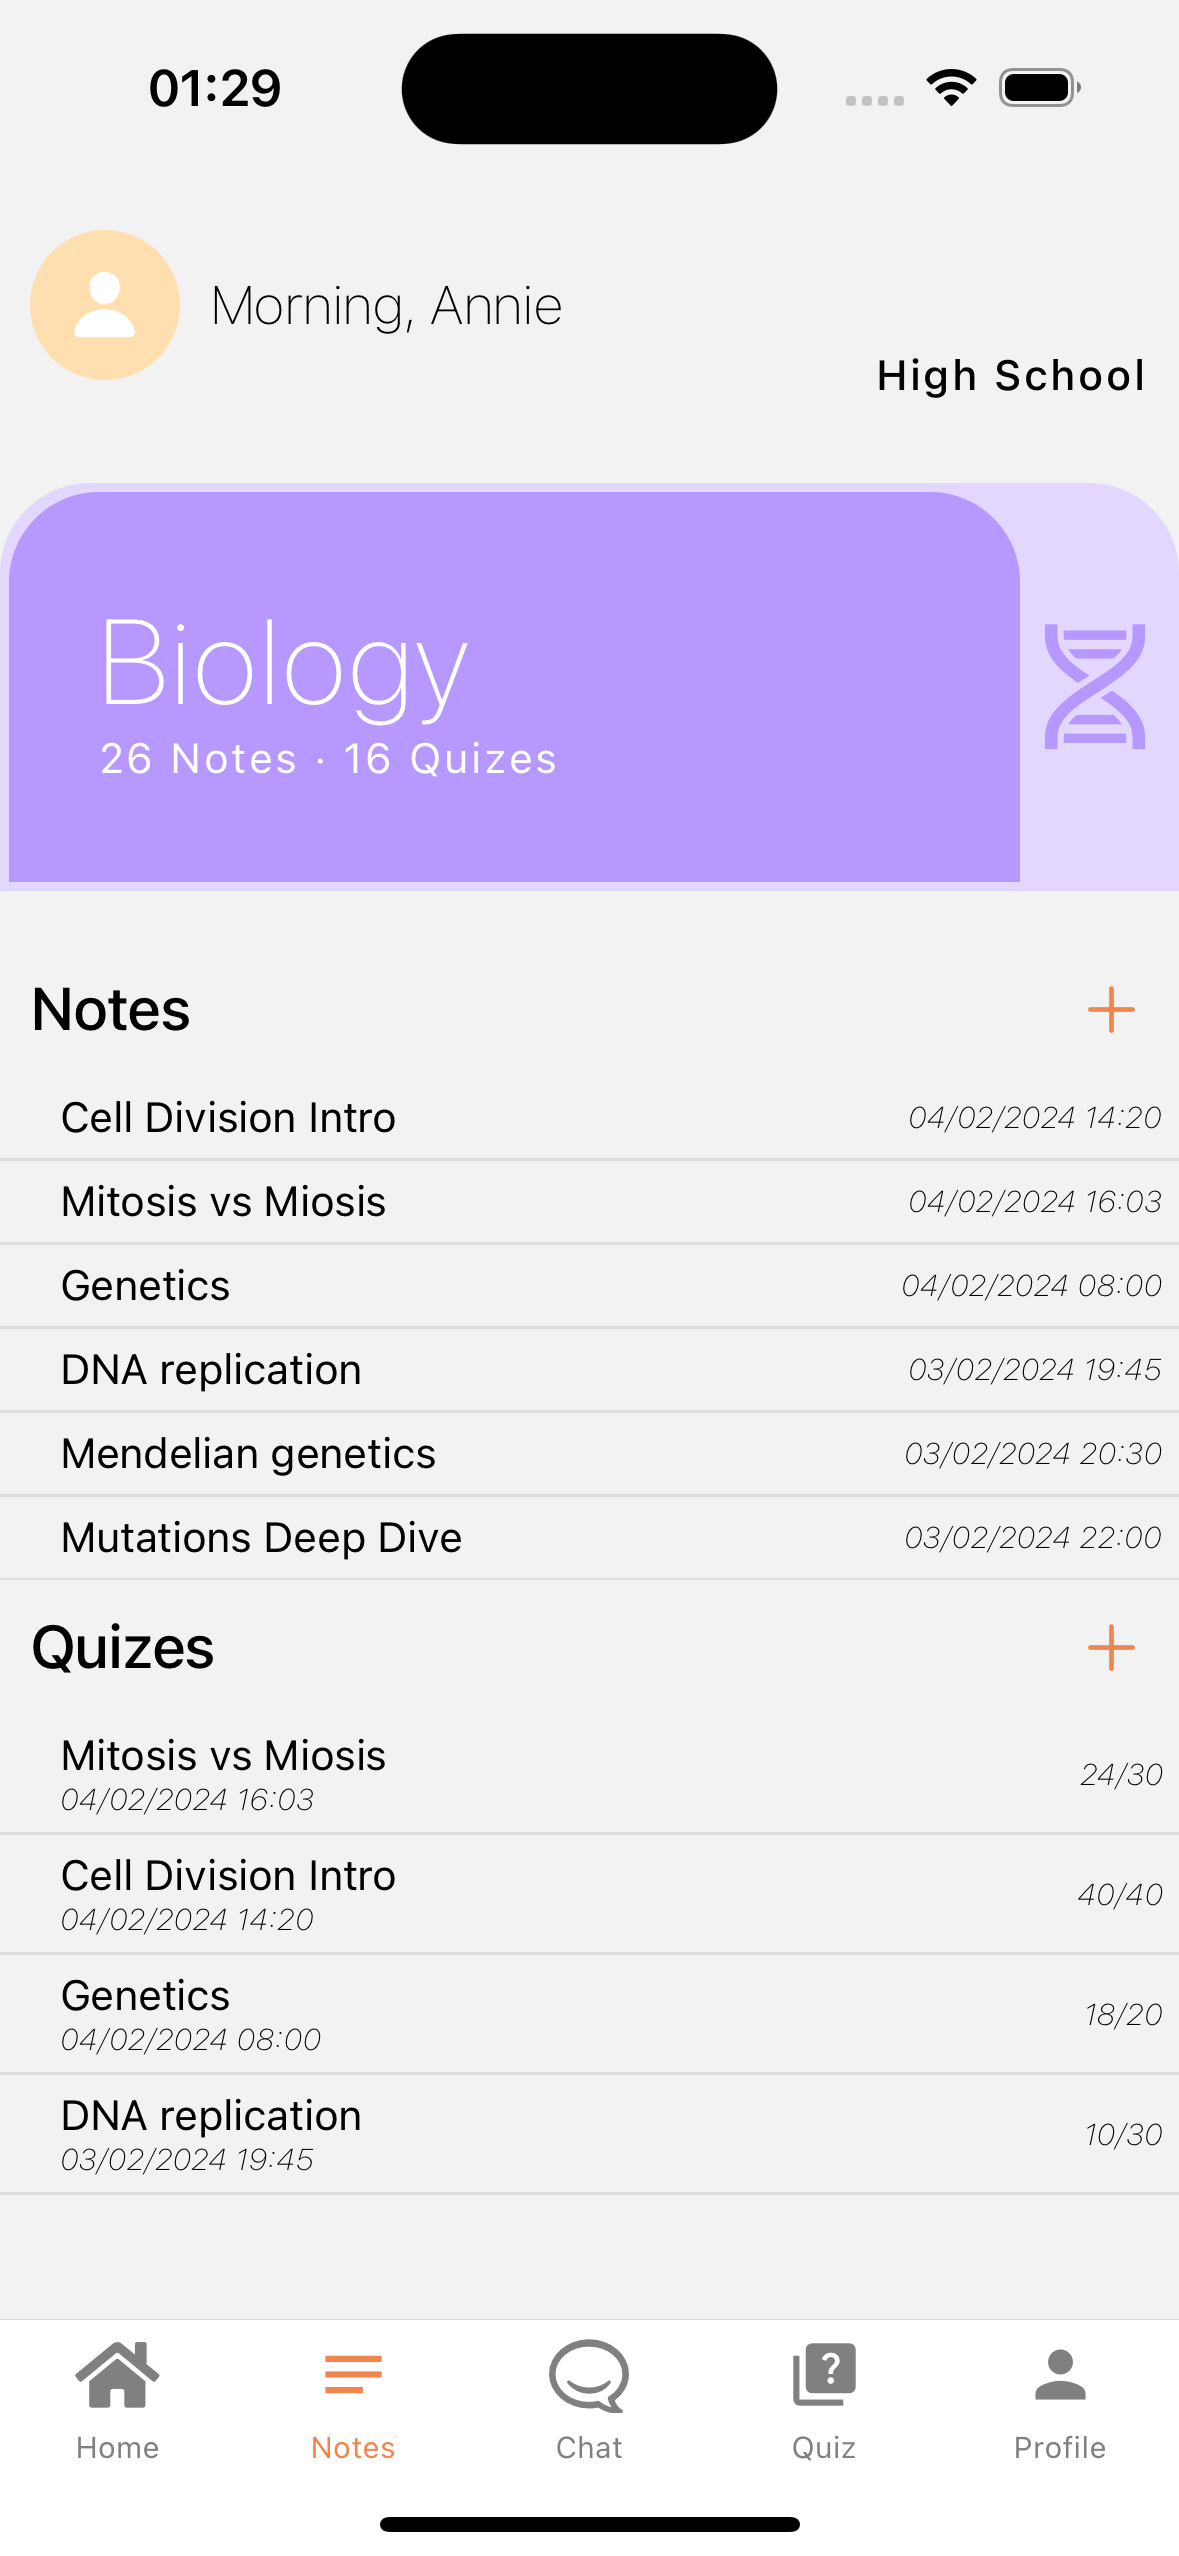 01:29
Morning, Annie
High School
Biology
26 Notes · 16 Quizes
Notes
Cell Division Intro 04/02/2024 14:20
Mitosis vs Miosis 04/02/2024 16:03
Genetics 04/02/2024 08:00
DNA replication 03/02/2024 19:45
Mendelian genetics 03/02/2024 20:30
Mutations Deep Dive 03/02/2024 22:00
Quizes
Mitosis vs Miosis
04/02/2024 16:03
24/30
Cell Division Intro
04/02/2024 14:20
40/40
Genetics
04/02/2024 08:00
18/20
DNA replication
03/02/2024 19:45
10/30
?
Home Notes Chat Quiz Profile